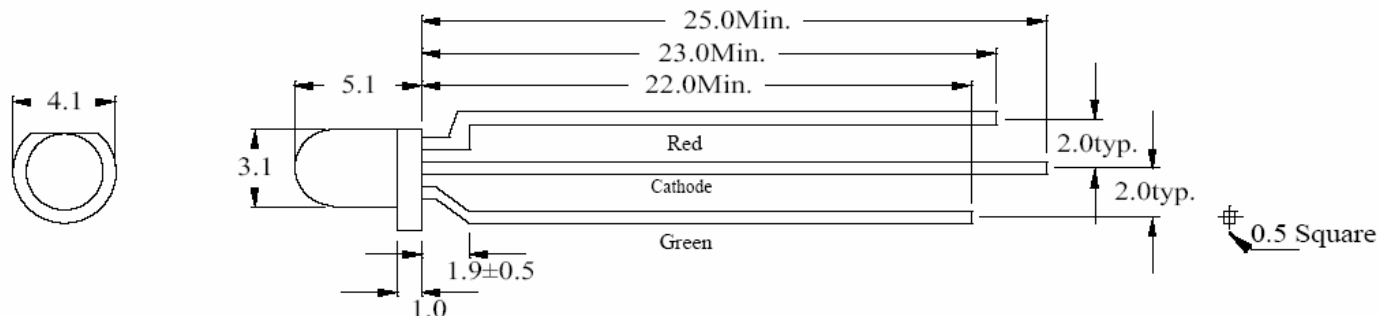 25.0Min.
23.0Min.
5.1
22.0Min.
4.1
Red
2.0typ.
3.1
Cathode
2.0typ.
Green
0.5 Square
1.9±0.5
1.0